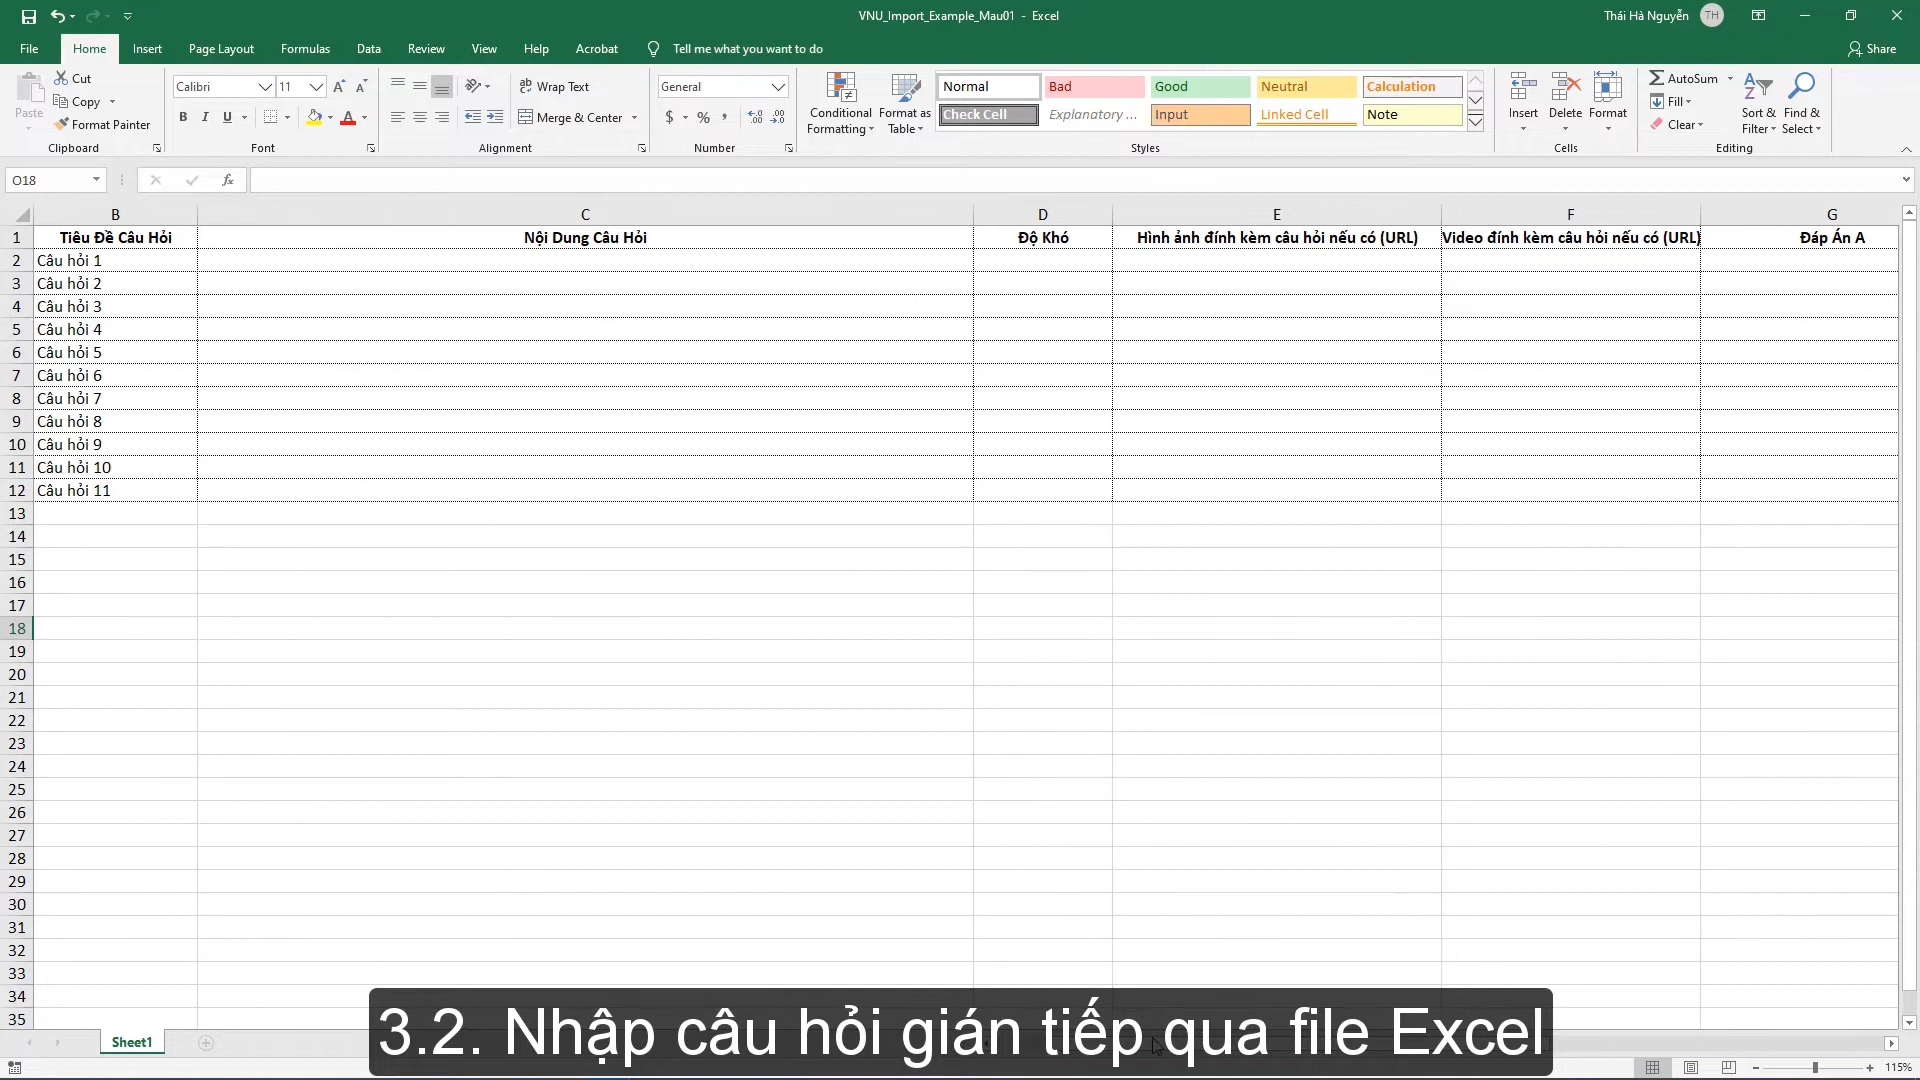 VNU_Import_Example_Mau01 - Excel
Thái Hà Nguyễn TH
File Home Insert Page Layout Formulas Data Review View Help Acrobat Tell me what you want to do Share
Paste
Cut
Copy
Format Painter
Clipboard
Calibri 11
B I U
Font
Wrap Text
Merge & Center
Alignment
General
$ % ,
Number
Conditional Formatting
Format as Table
Normal Bad Good Neutral Calculation
Check Cell Explanatory ... Input Linked Cell Note
Styles
Insert Delete Format
Cells
AutoSum
Fill
Clear
Sort & Filter
Find & Select
Editing
O18 fx
B C D E F G
1 Tiêu Đề Câu Hỏi Nội Dung Câu Hỏi Độ Khó Hình ảnh đính kèm câu hỏi nếu có (URL) Video đính kèm câu hỏi nếu có (URL) Đáp Án A
2 Câu hỏi 1
3 Câu hỏi 2
4 Câu hỏi 3
5 Câu hỏi 4
6 Câu hỏi 5
7 Câu hỏi 6
8 Câu hỏi 7
9 Câu hỏi 8
10 Câu hỏi 9
11 Câu hỏi 10
12 Câu hỏi 11
13
14
15
16
17
18
19
20
21
22
23
24
25
26
27
28
29
30
31
32
33
34
35
3.2. Nhập câu hỏi gián tiếp qua file Excel
Sheet1
115%